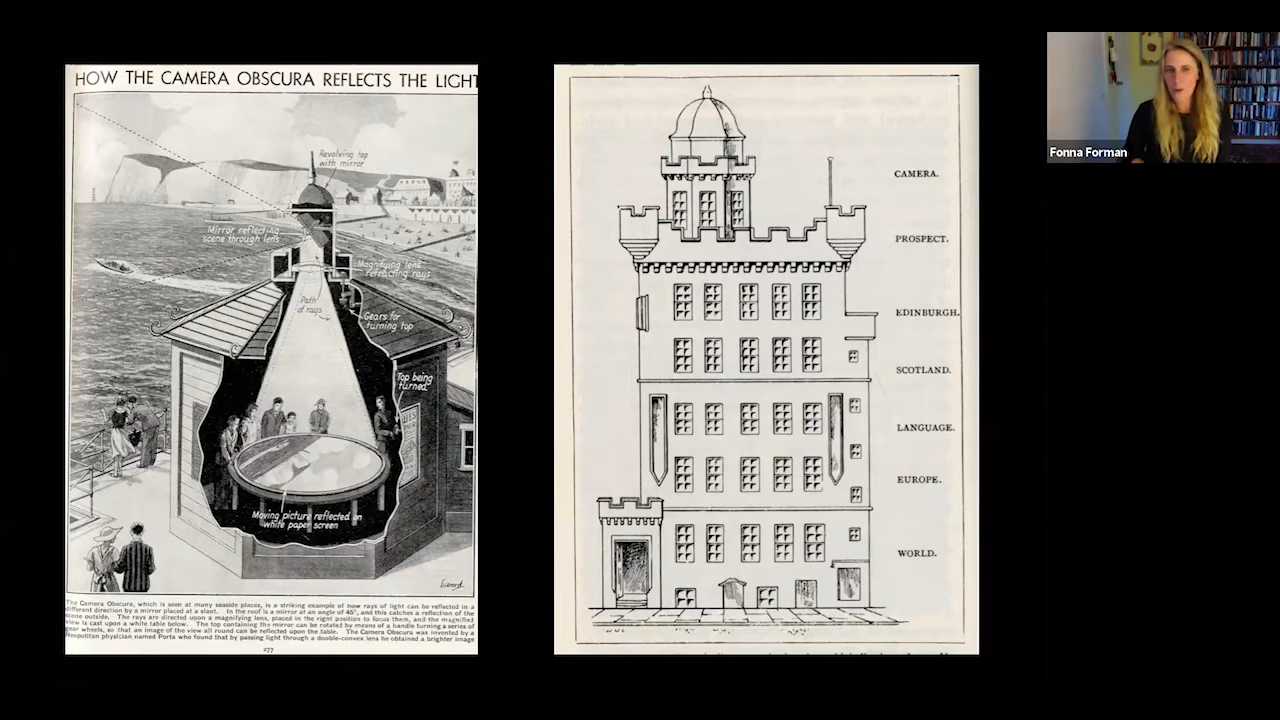 HOW THE CAMERA OBSCURA REFLECTS THE LIGHT
Revolving top
with mirror
Mirror reflecting
scene through lens
Magnifying lens
refracting rays
Path
of rays
Gears for
turning top
Top being
turned
Moving picture reflected on
white paper screen
The Camera Obscura, which is seen at many seaside places, is a striking example of how rays of light can be reflected in a
different direction by a mirror placed at a slant. In the roof is a mirror at an angle of 45°, and this catches a reflection of the
scene outside. The rays are directed upon a magnifying lens, placed in the right position to focus them, and the magnified
view is cast upon a white table below. The top containing the mirror can be rotated by means of a handle turning a series of
gear wheels, so that an image of the view all round can be reflected upon the table. The Camera Obscura was invented by a
Neapolitan physician named Porta who found that by passing light through a double-convex lens he obtained a brighter image
277
CAMERA.
PROSPECT.
EDINBURGH.
SCOTLAND.
LANGUAGE.
EUROPE.
WORLD.
Fonna Forman